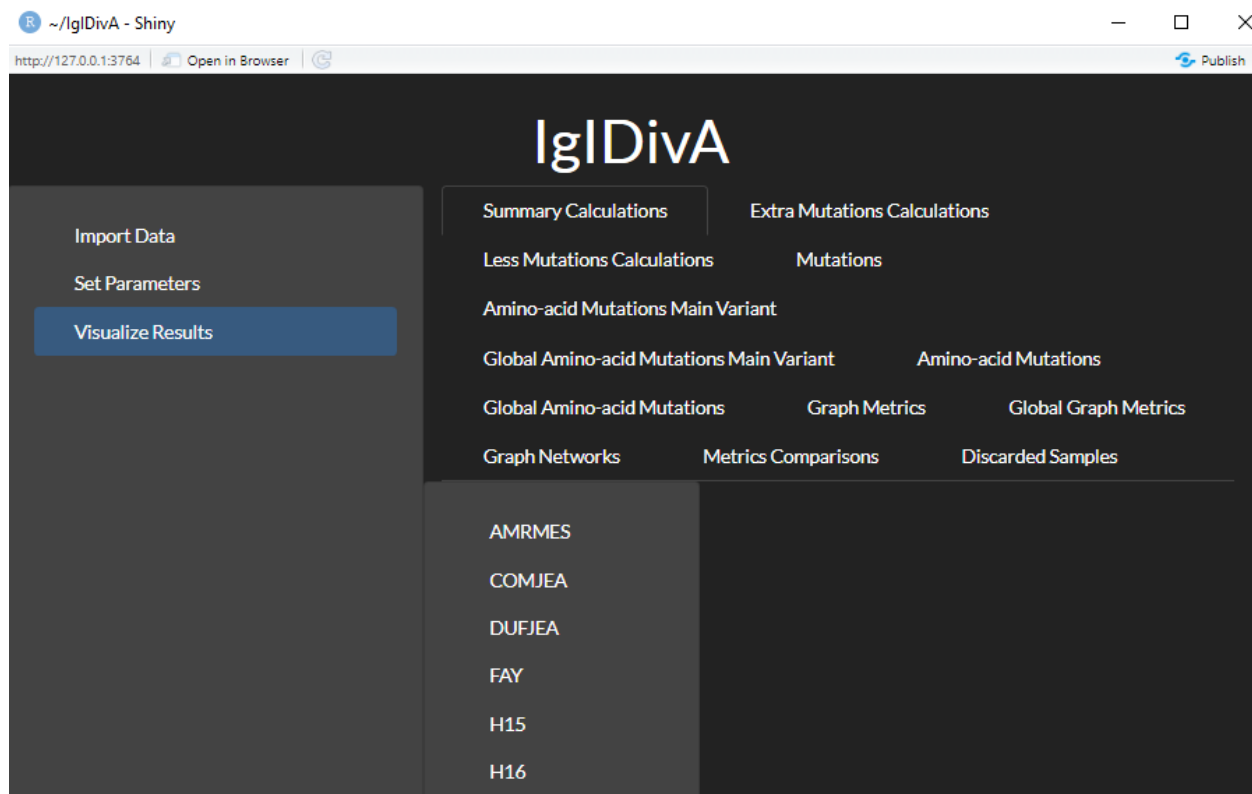 R ~/IgIDivA - Shiny
http://127.0.0.1:3764 Open in Browser Publish
IgIDivA
Import Data
Set Parameters
Visualize Results
Summary Calculations Extra Mutations Calculations
Less Mutations Calculations Mutations
Amino-acid Mutations Main Variant
Global Amino-acid Mutations Main Variant Amino-acid Mutations
Global Amino-acid Mutations Graph Metrics Global Graph Metrics
Graph Networks Metrics Comparisons Discarded Samples
AMRMES
COMJEA
DUFJEA
FAY
H15
H16